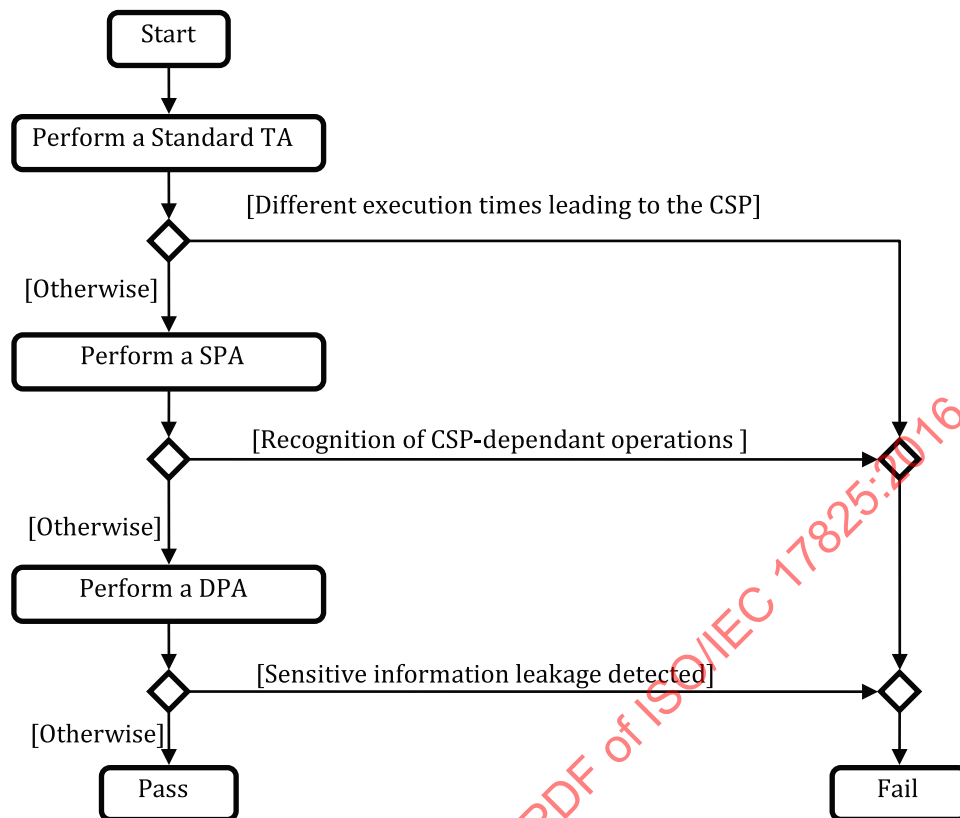 Start
Perform a Standard TA
[Different execution times leading to the CSP]
[Otherwise]
Perform a SPA
[Recognition of CSP-dependant operations ]
[Otherwise]
Perform a DPA
[Sensitive information leakage detected]
[Otherwise]
Pass
Fail
PDF of ISO/IEC 17825:2016